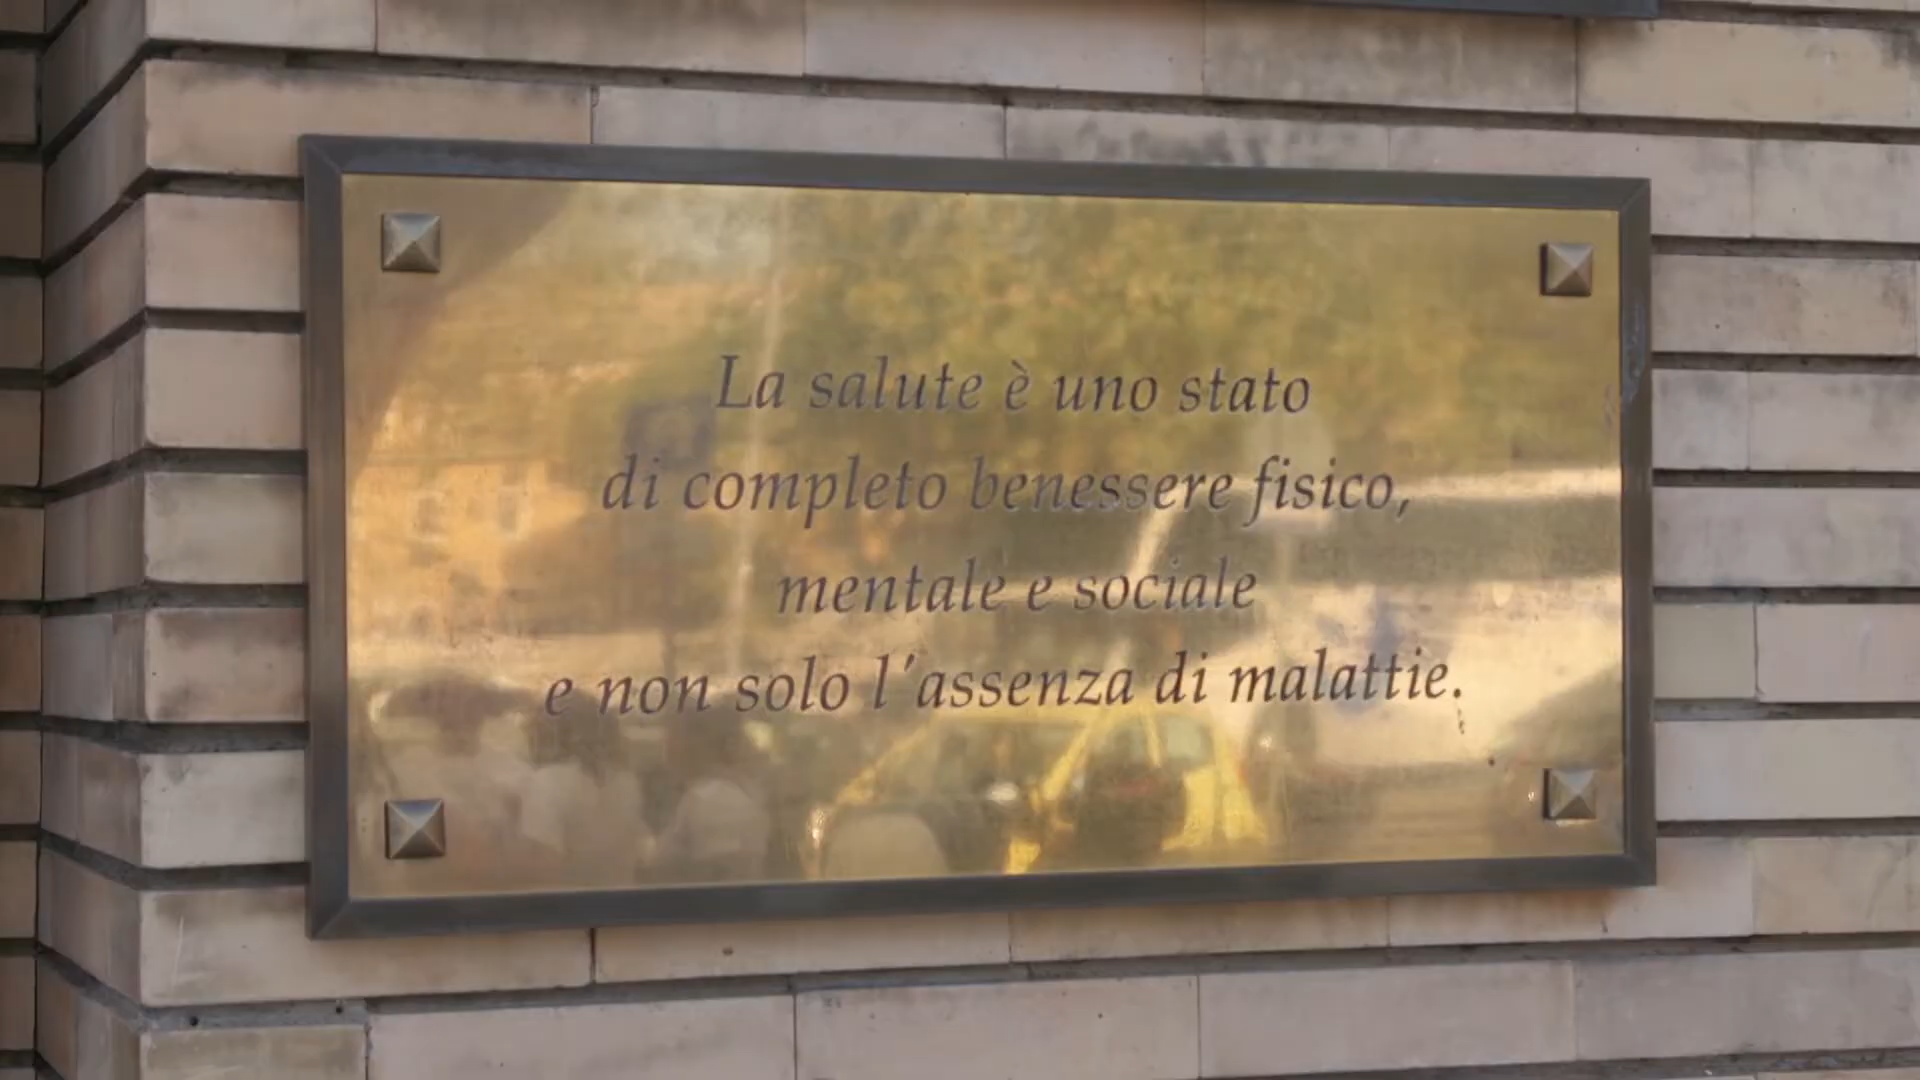 La salute è uno stato
di completo benessere fisico,
mentale e sociale
e non solo l'assenza di malattie.